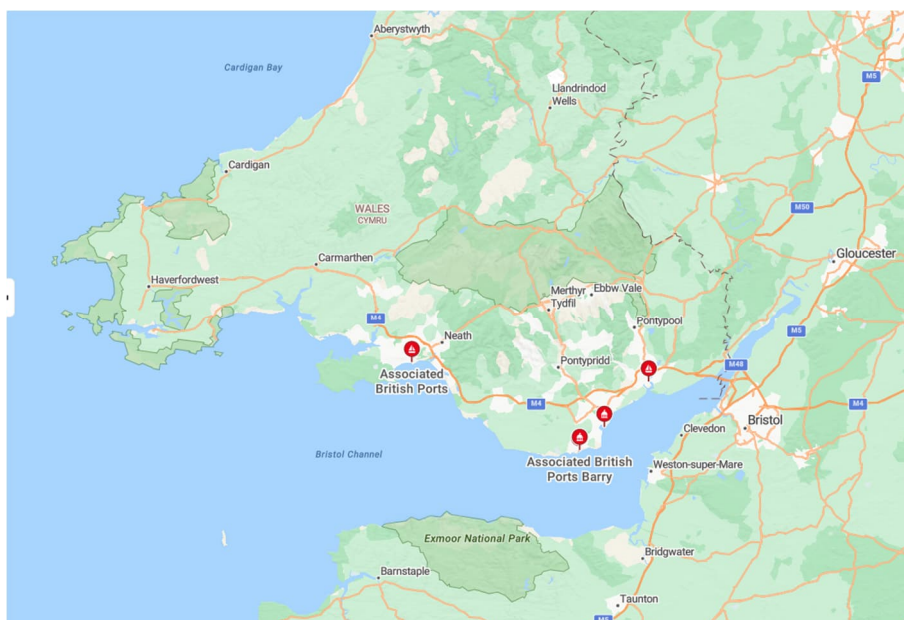 Aberystwyth
Cardigan Bay
M5
Llandrindod
Wells
Cardigan
WALES
CYMRU
M50
Carmarthen
Gloucester
Haverfordwest
Merthyr
Tydfil
Ebbw Vale
M4
Pontypool
M5
Neath
Pontypridd
M48
Associated
British Ports
M4
M4
Bristol
Clevedon
Bristol Channel
Associated British
Ports Barry
Weston-super-Mare
Exmoor National Park
Bridgwater
Barnstaple
Taunton
M5